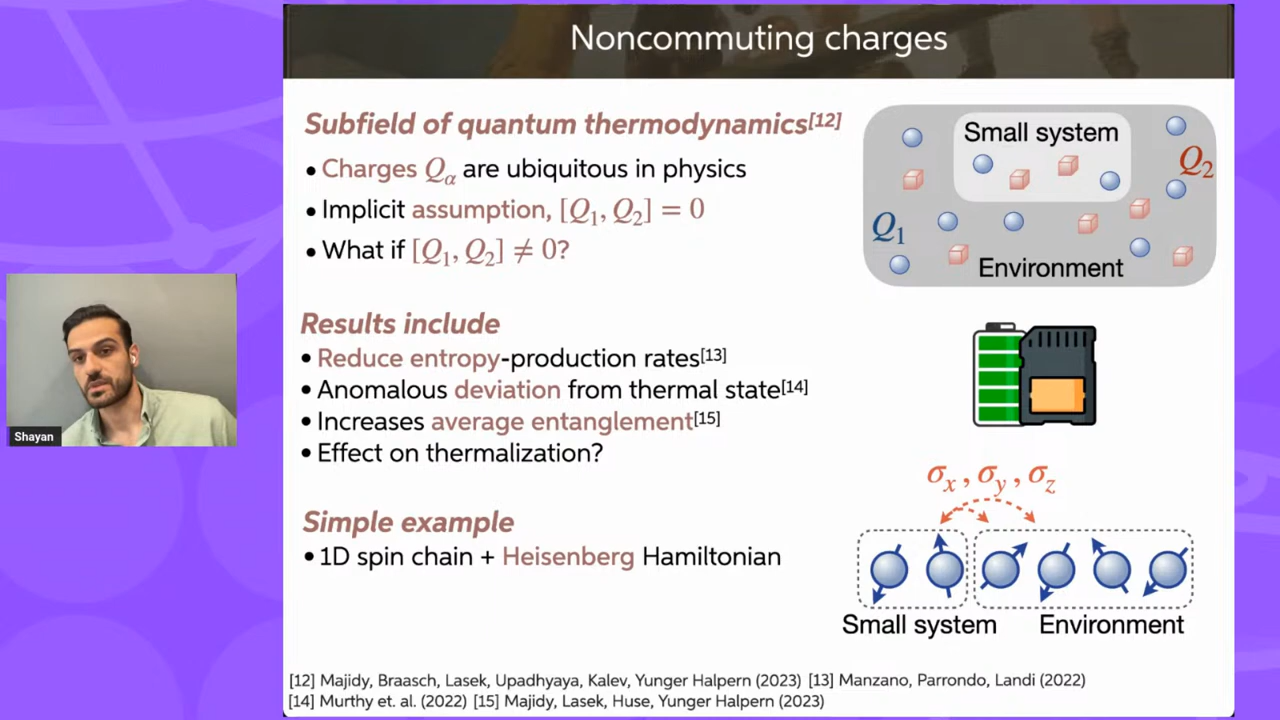 Noncommuting charges
Subfield of quantum thermodynamics[12]
• Charges Qα are ubiquitous in physics
• Implicit assumption, [Q₁, Q₂] = 0
• What if [Q₁, Q₂] ≠ 0?
Small system
Q₂
Q₁
Environment
Results include
• Reduce entropy-production rates[13]
• Anomalous deviation from thermal state[14]
• Increases average entanglement[15]
• Effect on thermalization?
Shayan
σx, σy, σz
Simple example
• 1D spin chain + Heisenberg Hamiltonian
Small system
Environment
[12] Majidy, Braasch, Lasek, Upadhyaya, Kalev, Yunger Halpern (2023) [13] Manzano, Parrondo, Landi (2022)
[14] Murthy et. al. (2022) [15] Majidy, Lasek, Huse, Yunger Halpern (2023)